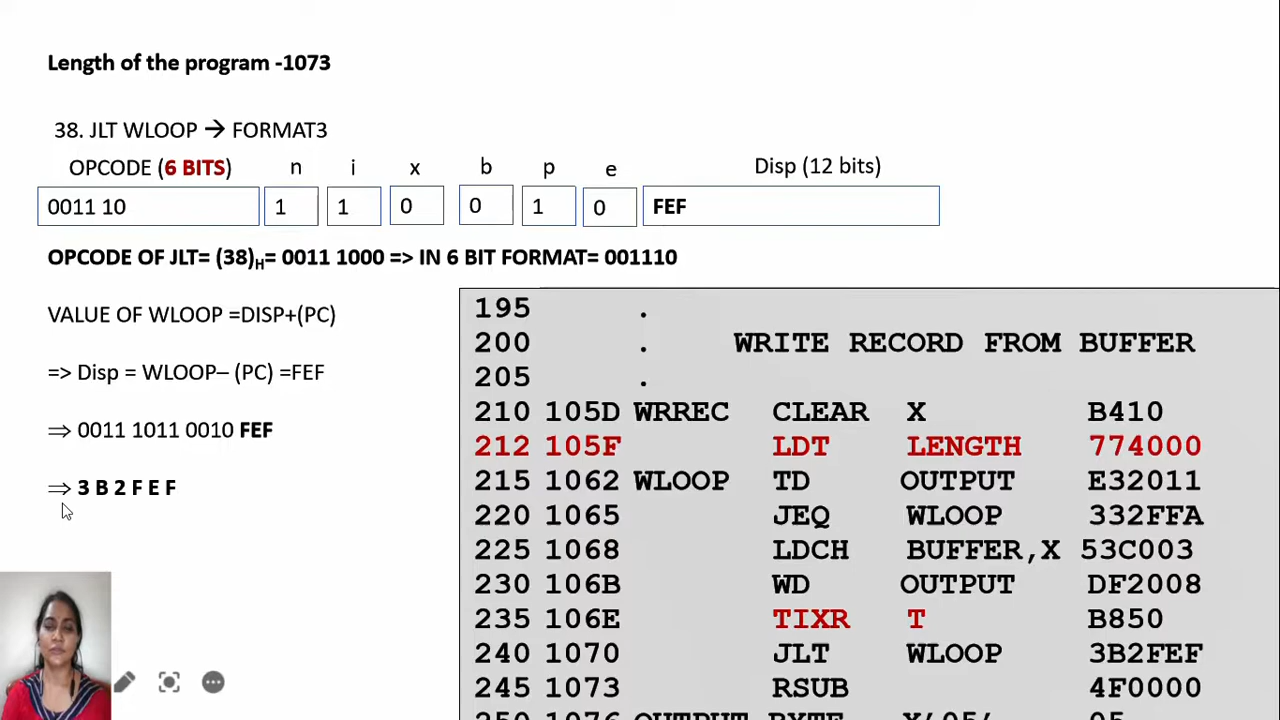 Length of the program -1073
38. JLT WLOOP → FORMAT3
OPCODE (6 BITS) n i x b p e Disp (12 bits)
0011 10 1 1 0 0 1 0 FEF
OPCODE OF JLT= (38)H= 0011 1000 => IN 6 BIT FORMAT= 001110
VALUE OF WLOOP =DISP+(PC)
=> Disp = WLOOP– (PC) =FEF
⇒ 0011 1011 0010 FEF
⇒ 3 B 2 F E F
195 .
200 . WRITE RECORD FROM BUFFER
205 .
210 105D WRREC CLEAR X B410
212 105F LDT LENGTH 774000
215 1062 WLOOP TD OUTPUT E32011
220 1065 JEQ WLOOP 332FFA
225 1068 LDCH BUFFER,X 53C003
230 106B WD OUTPUT DF2008
235 106E TIXR T B850
240 1070 JLT WLOOP 3B2FEF
245 1073 RSUB 4F0000